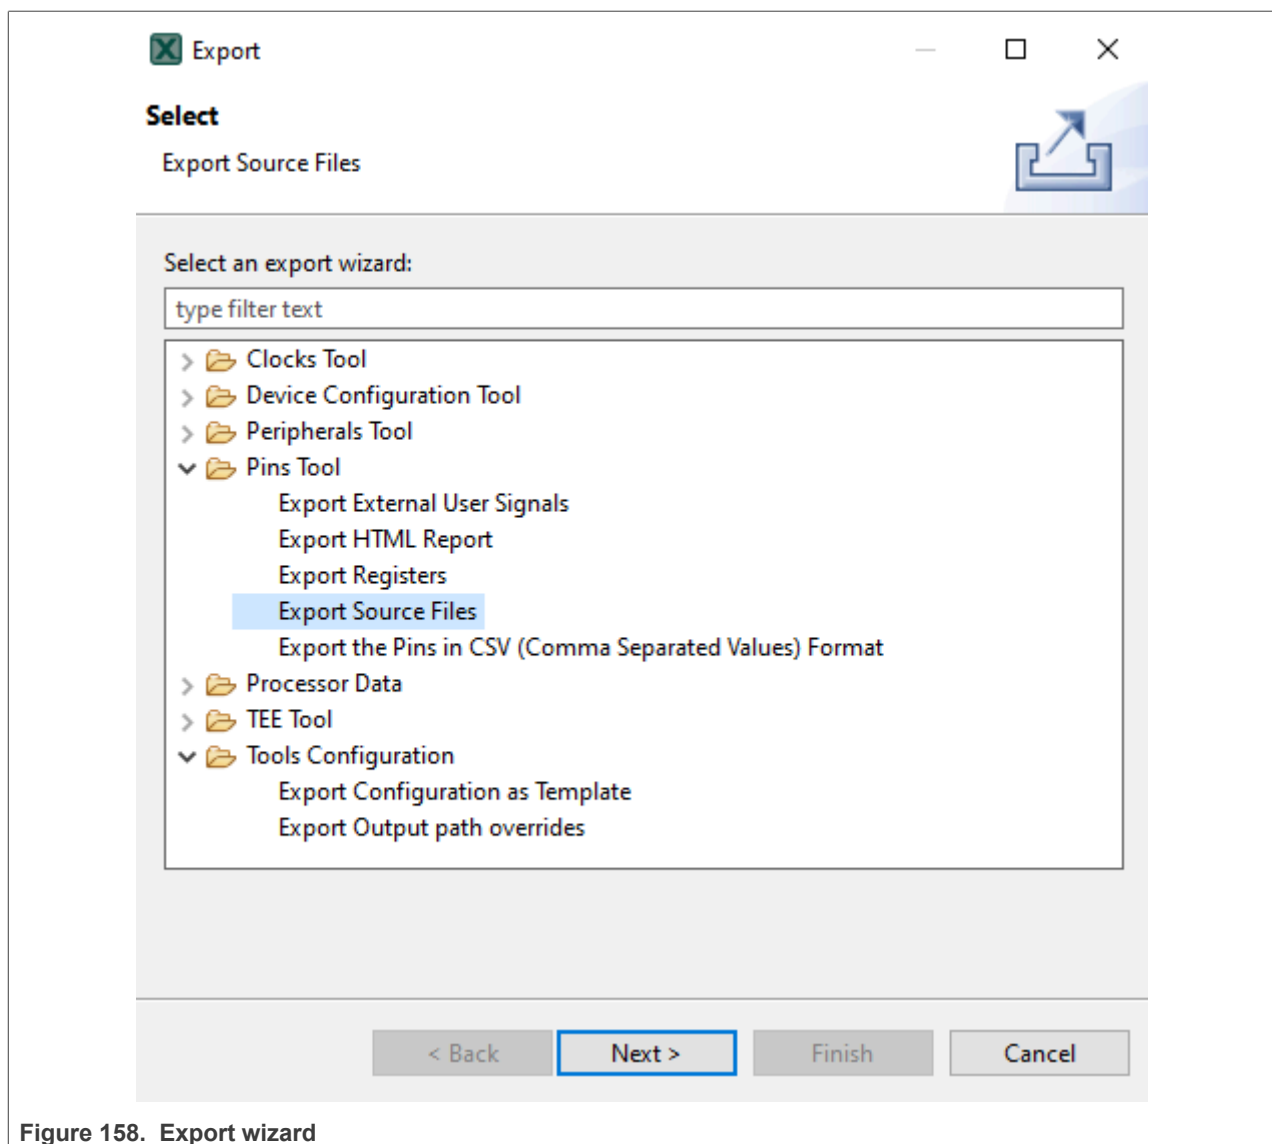 Export
Select
Export Source Files
Select an export wizard:
type filter text
Clocks Tool
Device Configuration Tool
Peripherals Tool
Pins Tool
Export External User Signals
Export HTML Report
Export Registers
Export Source Files
Export the Pins in CSV (Comma Separated Values) Format
Processor Data
TEE Tool
Tools Configuration
Export Configuration as Template
Export Output path overrides
< Back Next > Finish Cancel
Figure 158. Export wizard